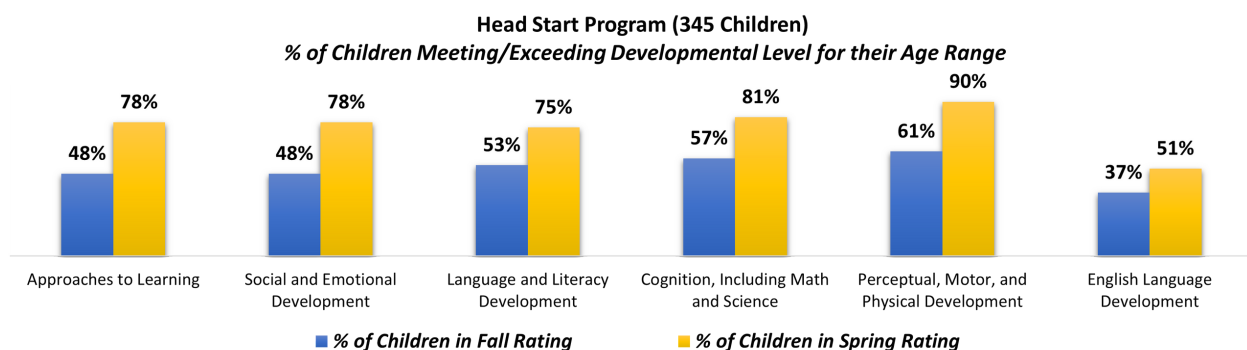 Head Start Program (345 Children)
% of Children Meeting/Exceeding Developmental Level for their Age Range
48%
78%
48%
78%
53%
75%
57%
81%
61%
90%
37%
51%
Approaches to Learning
Social and Emotional
Development
Language and Literacy
Development
Cognition, Including Math
and Science
Perceptual, Motor, and
Physical Development
English Language
Development
% of Children in Fall Rating
% of Children in Spring Rating